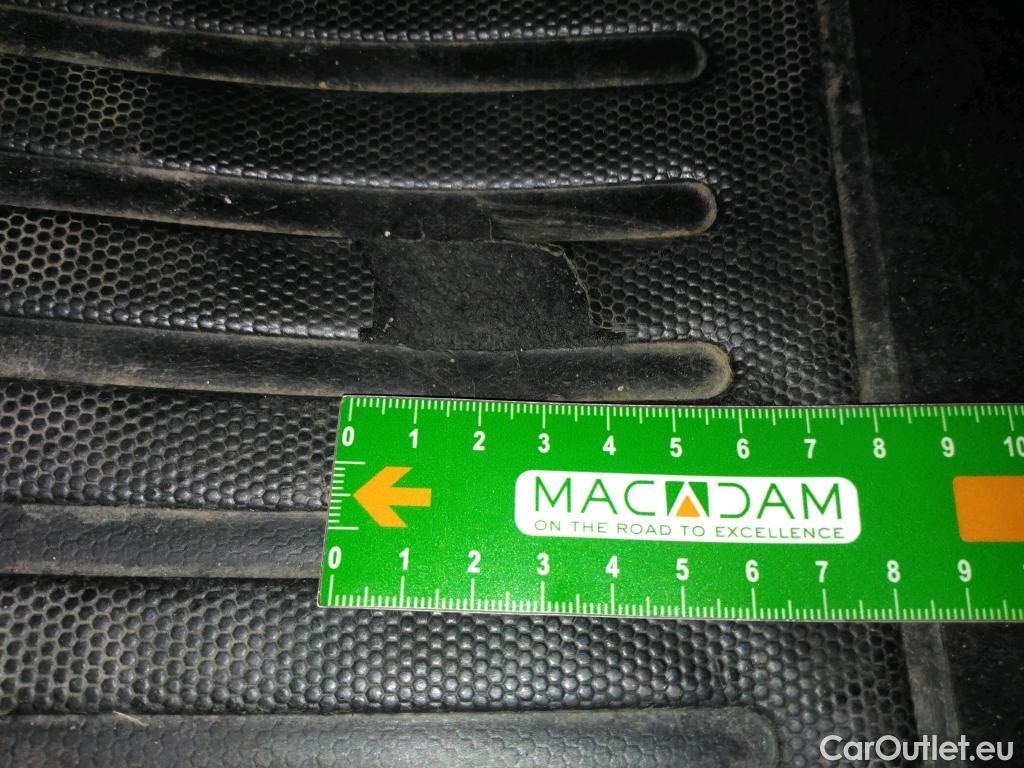 0 1 2 3 4 5 6 7 8 9 10
MACADAM
ON THE ROAD TO EXCELLENCE
0 1 2 3 4 5 6 7 8 9
CarOutlet.eu